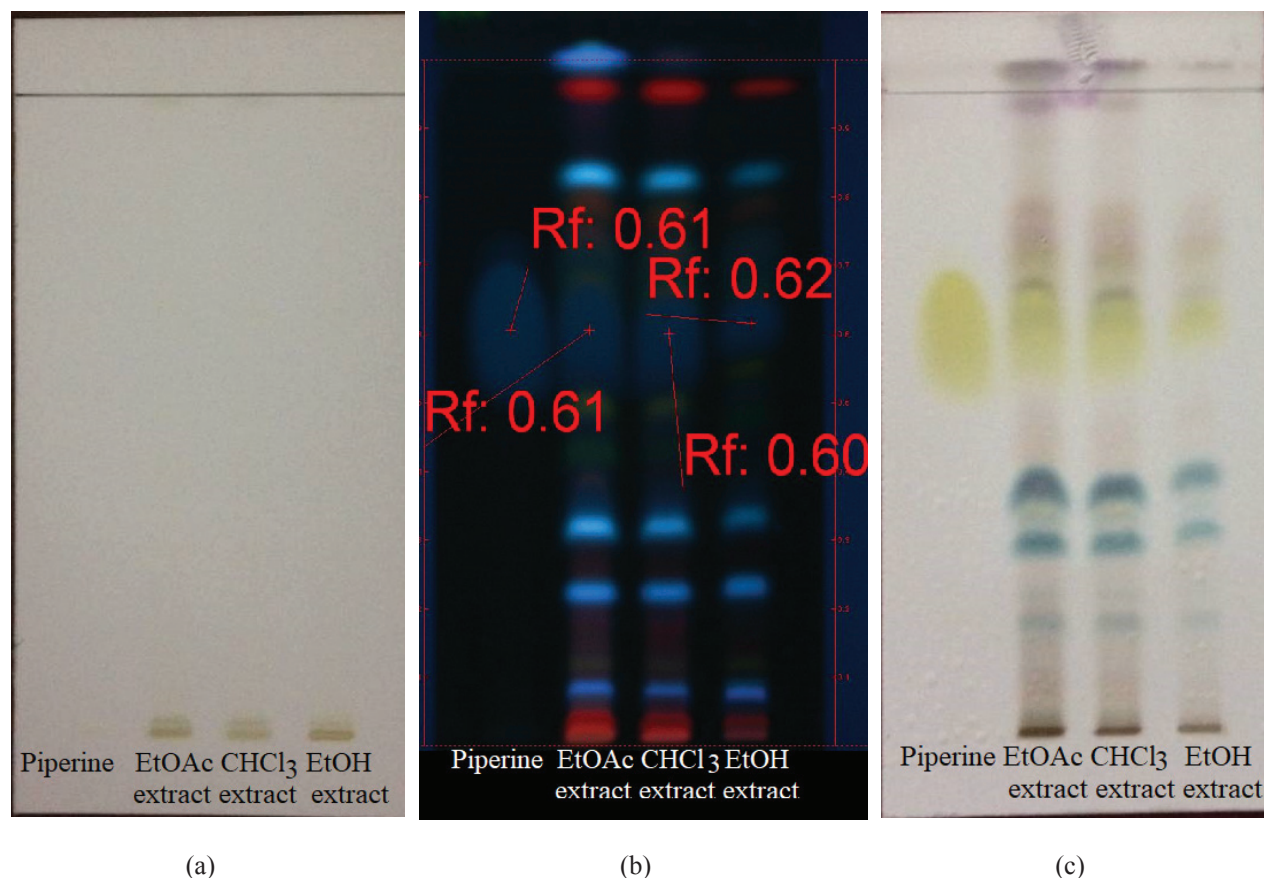 Piperine EtOAc CHCl3 EtOH
extract extract extract
(a)
Rf: 0.61
Rf: 0.62
Rf: 0.61
Rf: 0.60
Piperine EtOAc CHCl3 EtOH
extract extract extract
(b)
Piperine EtOAc CHCl3 EtOH
extract extract extract
(c)